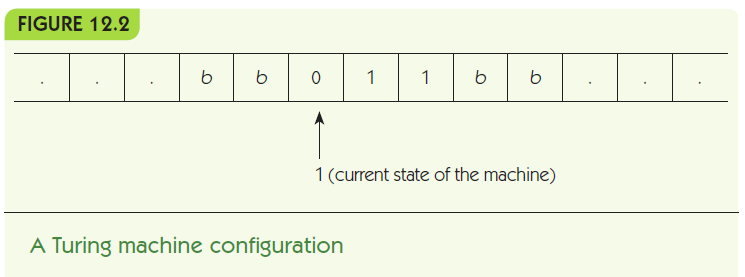 FIGURE 12.2
. . . b b 0 1 1 b b . . .
1 (current state of the machine)
A Turing machine configuration